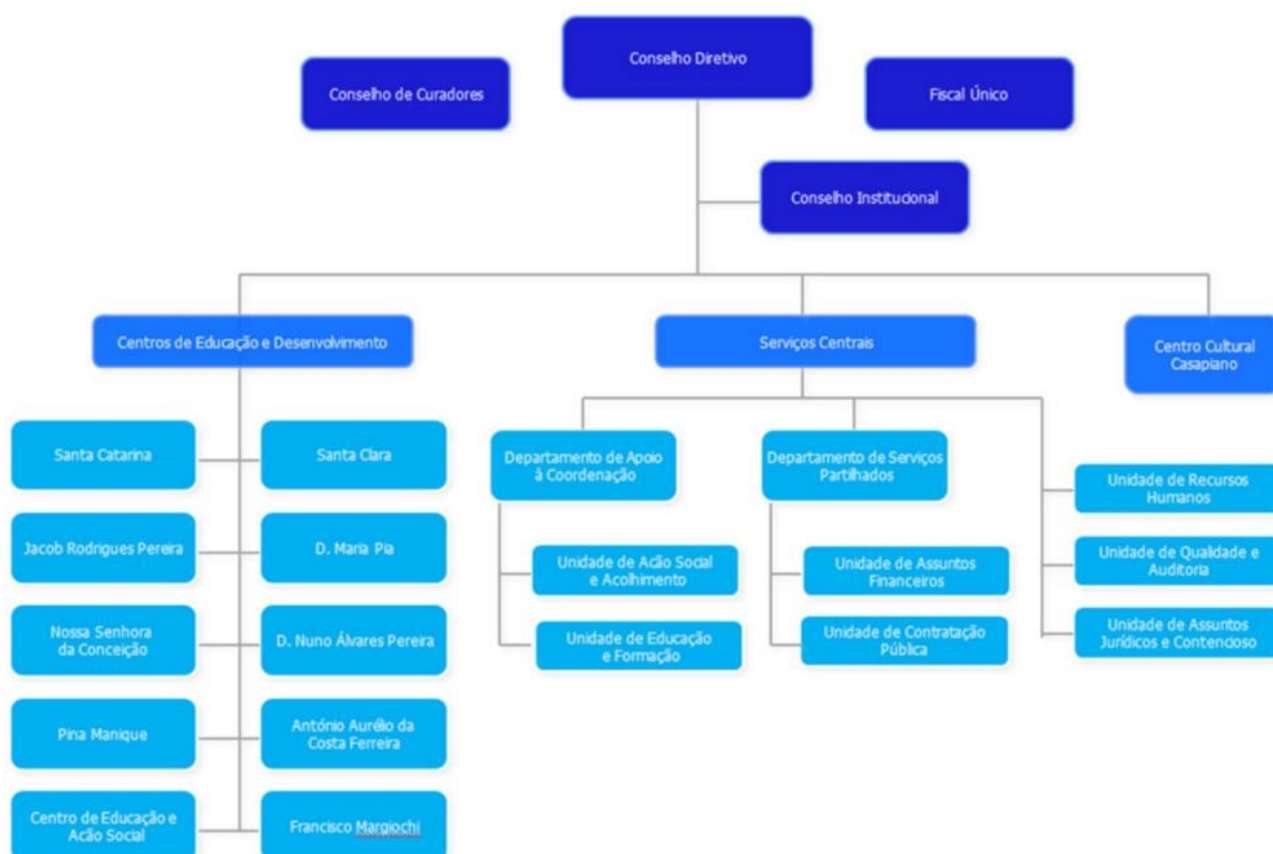 Conselho Diretivo
Conselho de Curadores
Fiscal Único
Conselho Institucional
Centros de Educação e Desenvolvimento
Serviços Centrais
Centro Cultural
Casapiano
Santa Catarina
Santa Clara
Departamento de Apoio
à Coordenação
Departamento de Serviços
Partilhados
Unidade de Recursos
Humanos
Jacob Rodrigues Pereira
D. Maria Pia
Unidade de Acão Social
e Acolhimento
Unidade de Assuntos
Financeiros
Unidade de Qualidade e
Auditoria
Nossa Senhora
da Conceição
D. Nuno Álvares Pereira
Unidade de Educação
e Formação
Unidade de Contratação
Pública
Unidade de Assuntos
Jurídicos e Contencioso
Pina Manique
António Aurélio da
Costa Ferreira
Centro de Educação e
Acão Social
Francisco Margiochi